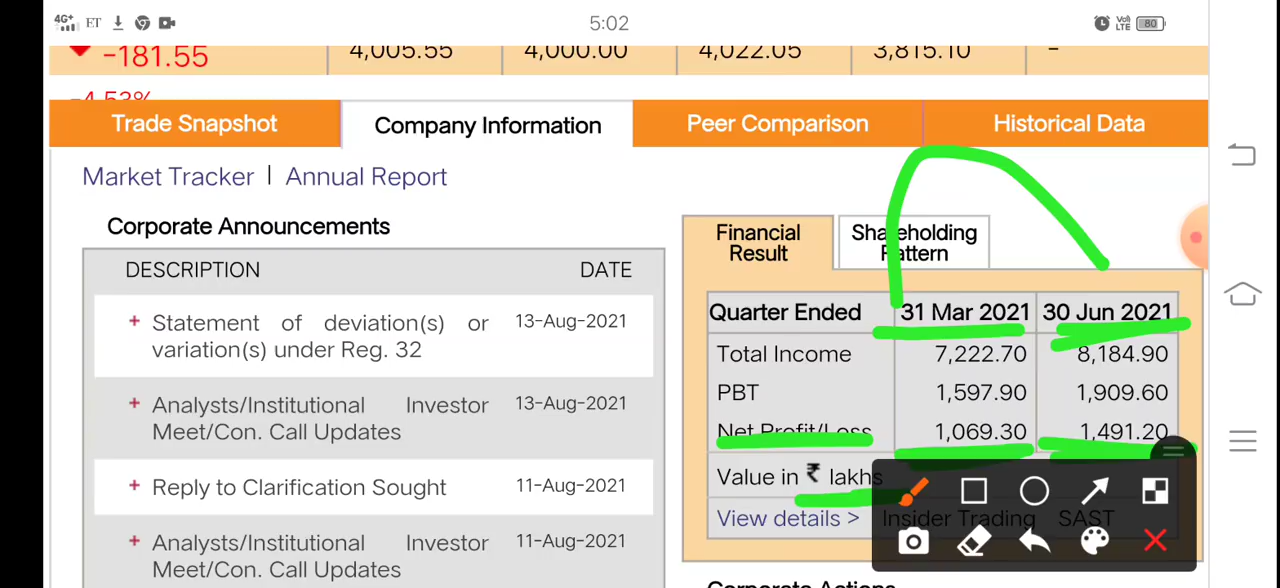 4G+ ET 5:02 VoLTE 80
-181.55 4,005.55 4,000.00 4,022.05 3,815.10 -
-4.53%
Trade Snapshot Company Information Peer Comparison Historical Data
Market Tracker | Annual Report
Corporate Announcements
DESCRIPTION DATE
+ Statement of deviation(s) or 13-Aug-2021
variation(s) under Reg. 32
+ Analysts/Institutional Investor 13-Aug-2021
Meet/Con. Call Updates
+ Reply to Clarification Sought 11-Aug-2021
+ Analysts/Institutional Investor 11-Aug-2021
Meet/Con. Call Updates
Financial Shareholding
Result Pattern
Quarter Ended 31 Mar 2021 30 Jun 2021
Total Income 7,222.70 8,184.90
PBT 1,597.90 1,909.60
Net Profit/Loss 1,069.30 1,491.20
Value in ₹ lakhs
View details > Insider Trading SAST
Corporate Actions